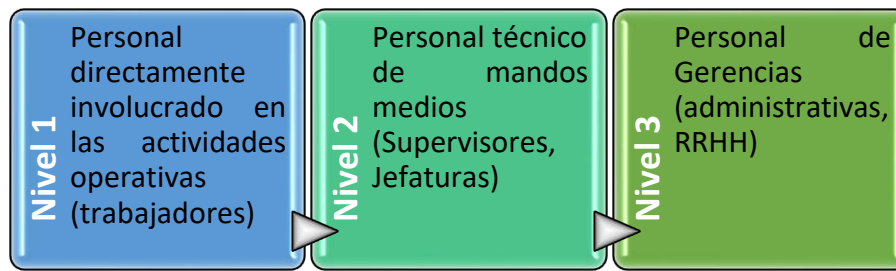 Nivel 1
Personal
directamente
involucrado en
las actividades
operativas
(trabajadores)
Nivel 2
Personal técnico
de mandos
medios
(Supervisores,
Jefaturas)
Nivel 3
Personal de
Gerencias
(administrativas,
RRHH)